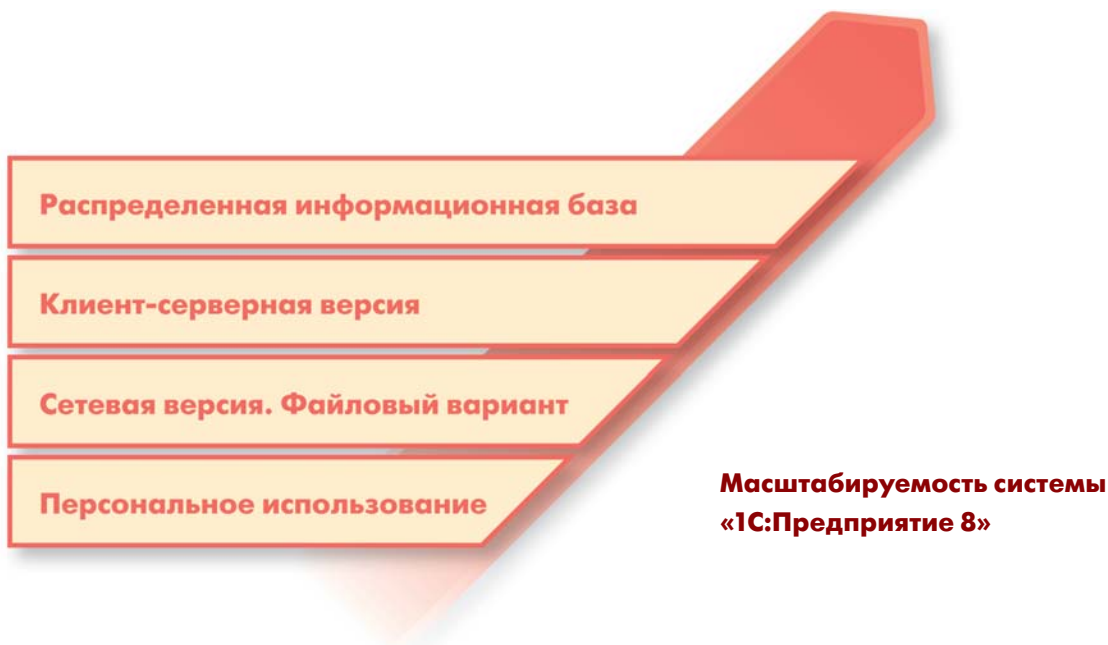 Распределенная информационная база
Клиент-серверная версия
Сетевая версия. Файловый вариант
Персональное использование
Масштабируемость системы
«1С:Предприятие 8»